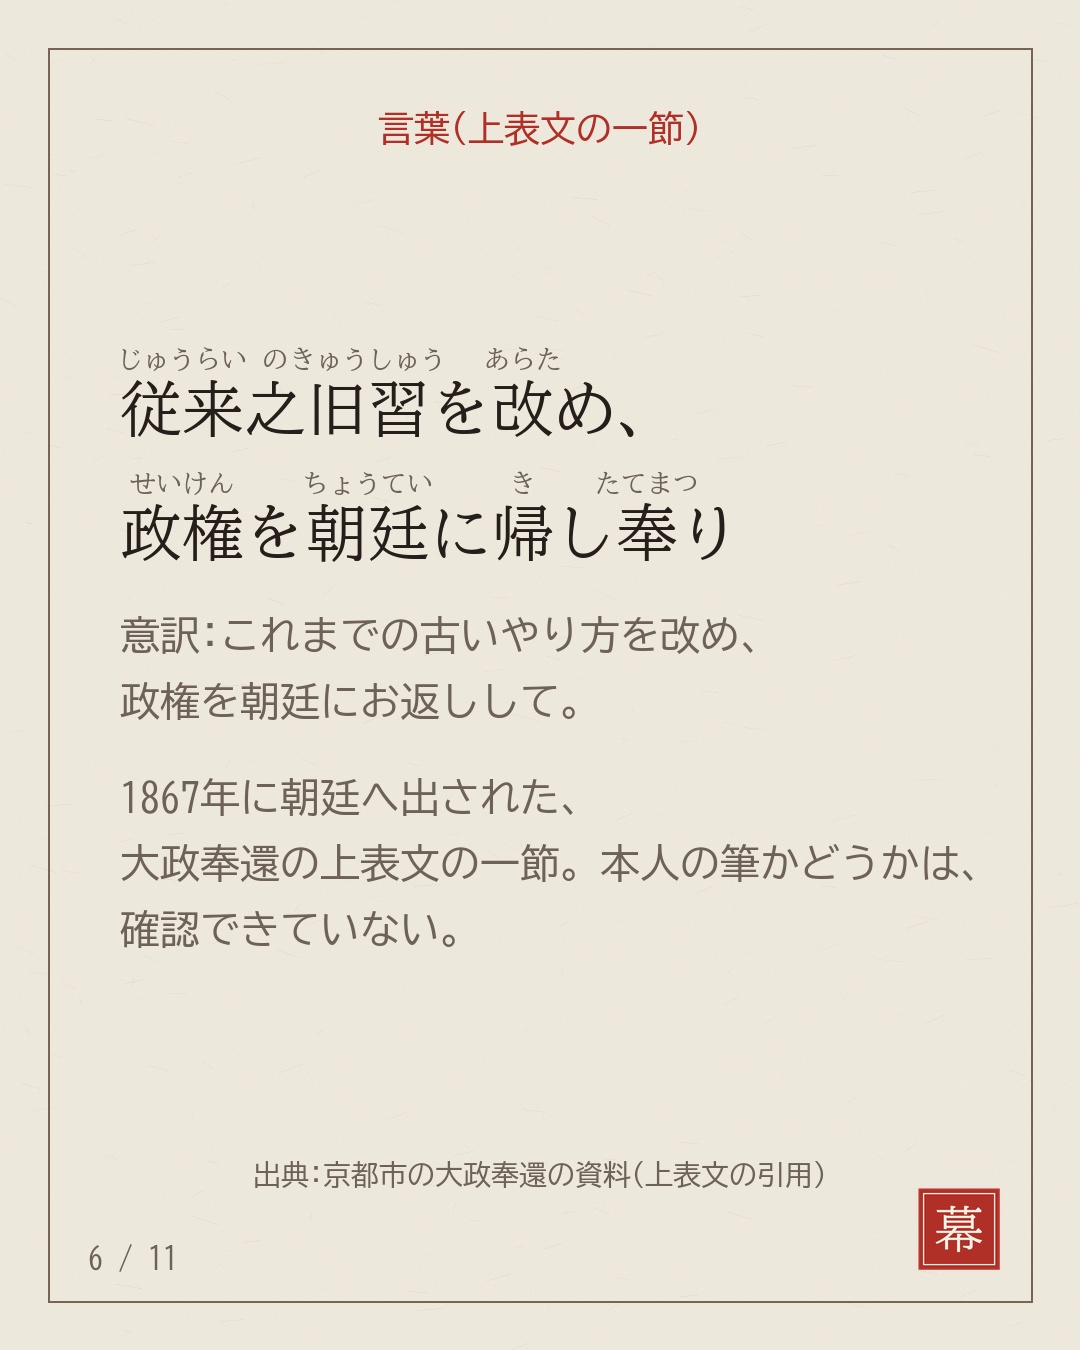 言葉(上表文の一節)
じゅうらい のきゅうしゅう あらた
従来之旧習を改め、
せいけん ちょうてい き たてまつ
政権を朝廷に帰し奉り
意訳:これまでの古いやり方を改め、
政権を朝廷にお返しして。
1867年に朝廷へ出された、
大政奉還の上表文の一節。本人の筆かどうかは、
確認できていない。
出典:京都市の大政奉還の資料(上表文の引用)
幕
6 / 11